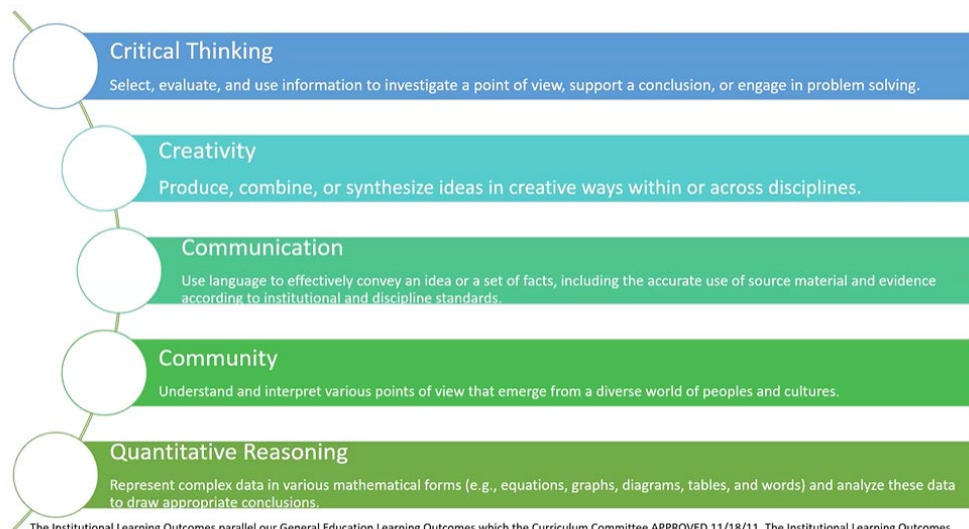 Critical Thinking
Select, evaluate, and use information to investigate a point of view, support a conclusion, or engage in problem solving.
Creativity
Produce, combine, or synthesize ideas in creative ways within or across disciplines.
Communication
Use language to effectively convey an idea or a set of facts, including the accurate use of source material and evidence
according to institutional and discipline standards.
Community
Understand and interpret various points of view that emerge from a diverse world of peoples and cultures.
Quantitative Reasoning
Represent complex data in various mathematical forms (e.g., equations, graphs, diagrams, tables, and words) and analyze these data
to draw appropriate conclusions.
The Institutional Learning Outcomes parallel our General Education Learning Outcomes which the Curriculum Committee APPROVED 11/18/11. The Institutional Learning Outcomes